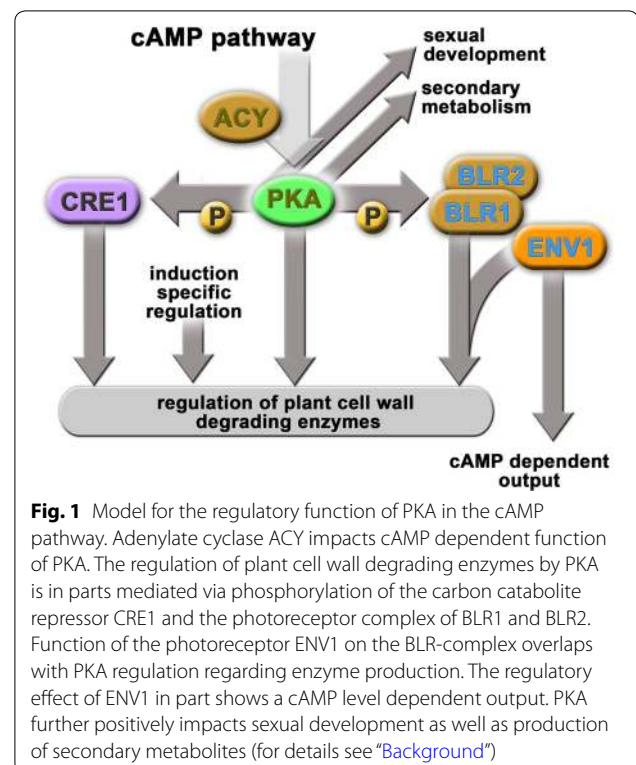 cAMP pathway
sexual
development
secondary
metabolism
ACY
BLR2
CRE1
PKA
BLR1
P
P
ENV1
induction
specific
regulation
regulation of plant cell wall
degrading enzymes
cAMP dependent
output
Fig. 1 Model for the regulatory function of PKA in the cAMP
pathway. Adenylate cyclase ACY impacts cAMP dependent function
of PKA. The regulation of plant cell wall degrading enzymes by PKA
is in parts mediated via phosphorylation of the carbon catabolite
repressor CRE1 and the photoreceptor complex of BLR1 and BLR2.
Function of the photoreceptor ENV1 on the BLR-complex overlaps
with PKA regulation regarding enzyme production. The regulatory
effect of ENV1 in part shows a cAMP level dependent output. PKA
further positively impacts sexual development as well as production
of secondary metabolites (for details see “Background”)